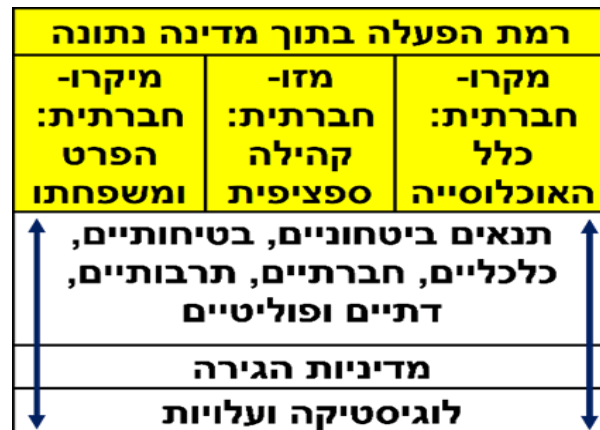 רמת הפעלה בתוך מדינה נתונה
מקרו-
חברתית:
כלל
האוכלוסייה
מזו-
חברתית:
קהילה
ספציפית
מיקרו-
חברתית:
הפרט
ומשפחתו
תנאים ביטחוניים, בטיחותיים,
כלכליים, חברתיים, תרבותיים,
דתיים ופוליטיים
מדיניות הגירה
לוגיסטיקה ועלויות